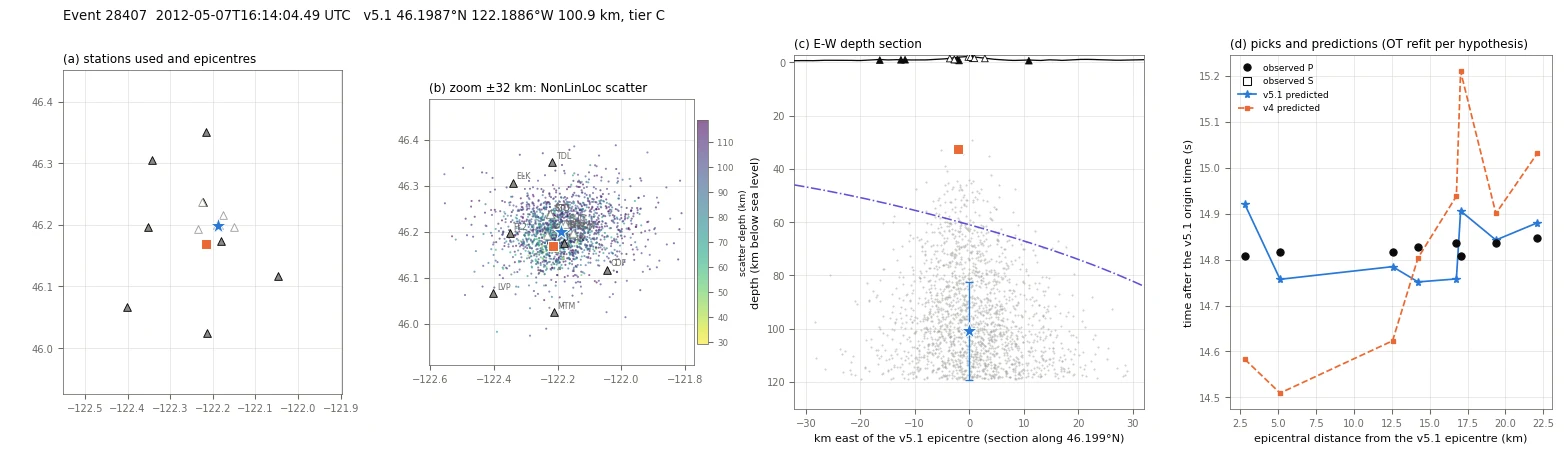 Event 28407  2012-05-07T16:14:04.49 UTC   v5.1 46.1987°N 122.1886°W 100.9 km, tier C
(a) stations used and epicentres
46.4
46.3
46.2
46.1
46.0
−122.5 −122.4 −122.3 −122.2 −122.1 −122.0 −121.9
(b) zoom ±32 km: NonLinLoc scatter
46.4
46.3
46.2
46.1
46.0
−122.6 −122.4 −122.2 −122.0 −121.8
TDL
ELK
CDF
LVP
MTM
110
100
90
80
70
60
50
40
30
scatter depth (km)
(c) E-W depth section
0
20
40
60
80
100
120
depth (km below sea level)
−30 −20 −10 0 10 20 30
km east of the v5.1 epicentre (section along 46.199°N)
(d) picks and predictions (OT refit per hypothesis)
observed P
observed S
v5.1 predicted
v4 predicted
15.2
15.1
15.0
14.9
14.8
14.7
14.6
14.5
time after the v5.1 origin time (s)
2.5 5.0 7.5 10.0 12.5 15.0 17.5 20.0 22.5
epicentral distance from the v5.1 epicentre (km)